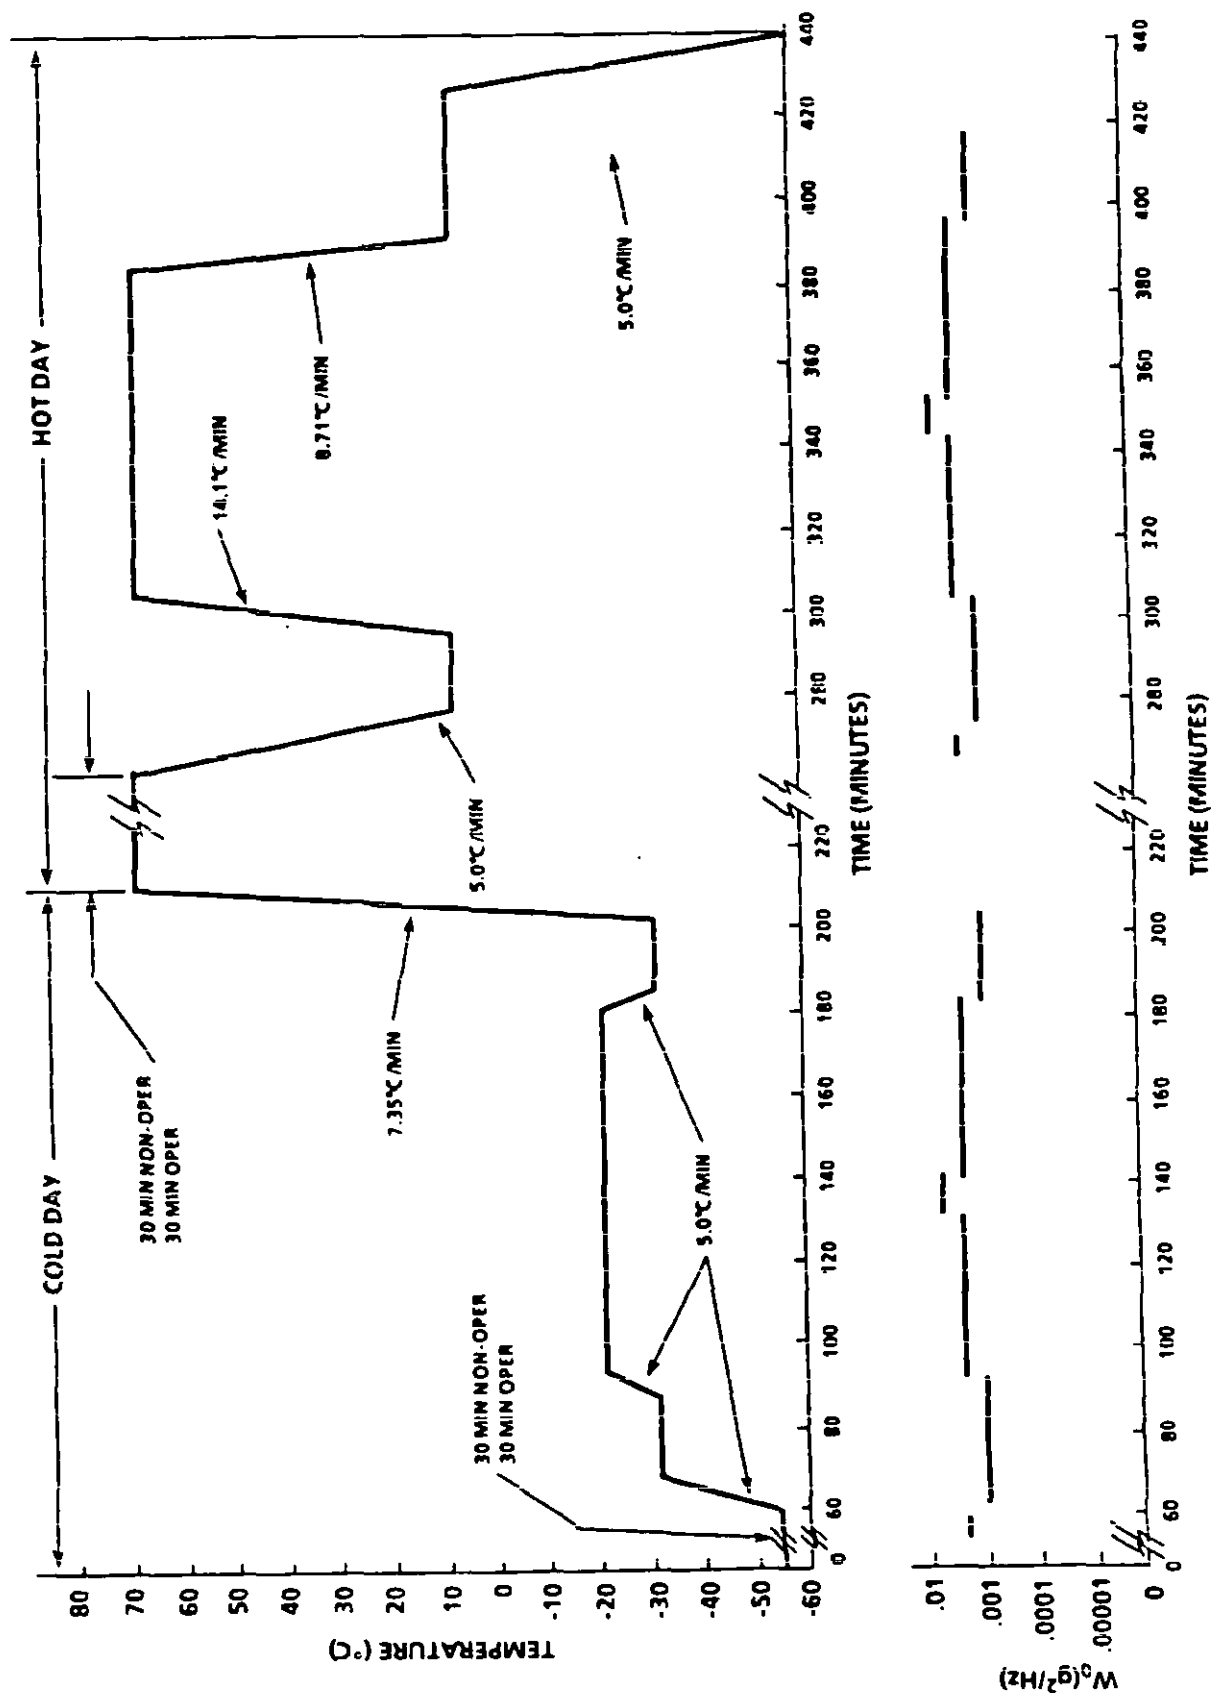 COLD DAY
HOT DAY
30 MIN NON-OPER
30 MIN OPER
14.1°C/MIN
8.71°C/MIN
5.0°C/MIN
7.35°C/MIN
5.0°C/MIN
5.0°C/MIN
30 MIN NON-OPER
30 MIN OPER
TEMPERATURE (°C)
80
70
60
50
40
30
20
10
0
-10
-20
-30
-40
-50
-60
0 60 80 100 120 140 160 180 200 220 280 300 320 340 360 380 400 420 440
TIME (MINUTES)
W₀(g²/Hz)
.01
.001
.0001
.00001
0
0 60 80 100 120 140 160 180 200 220 280 300 320 340 360 380 400 420 440
TIME (MINUTES)